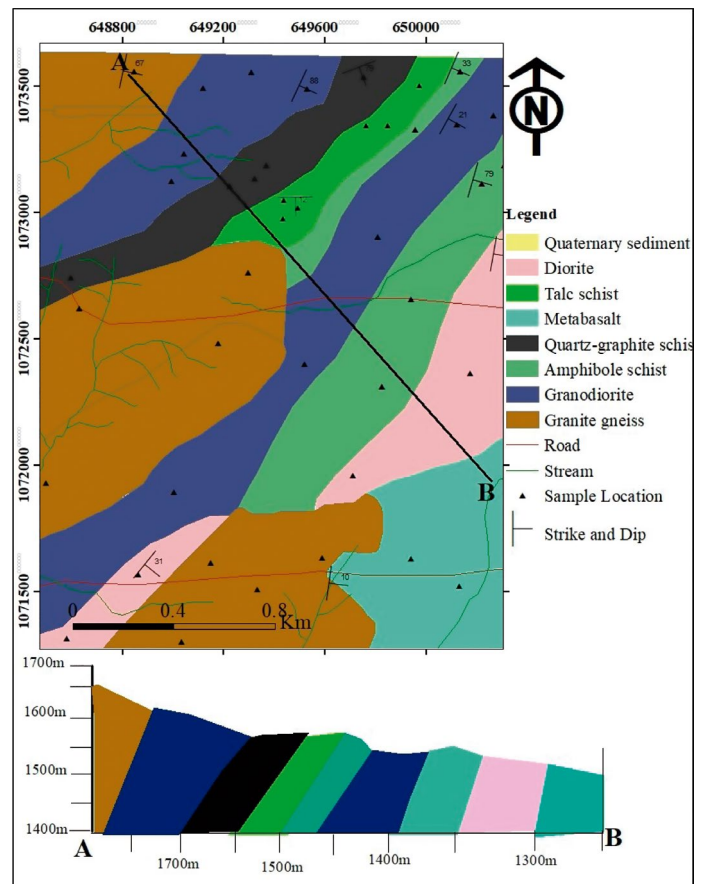 648800 649200 649600 650000
1073500
1073000
1072500
1072000
1071500
A
67
88
33
21
79
12
31
10
B
0 0.4 0.8
Km
N
Legend
Quaternary sediment
Diorite
Talc schist
Metabasalt
Quartz-graphite schis
Amphibole schist
Granodiorite
Granite gneiss
Road
Stream
Sample Location
Strike and Dip
1700m
1600m
1500m
1400m
A
B
1700m 1500m 1400m 1300m